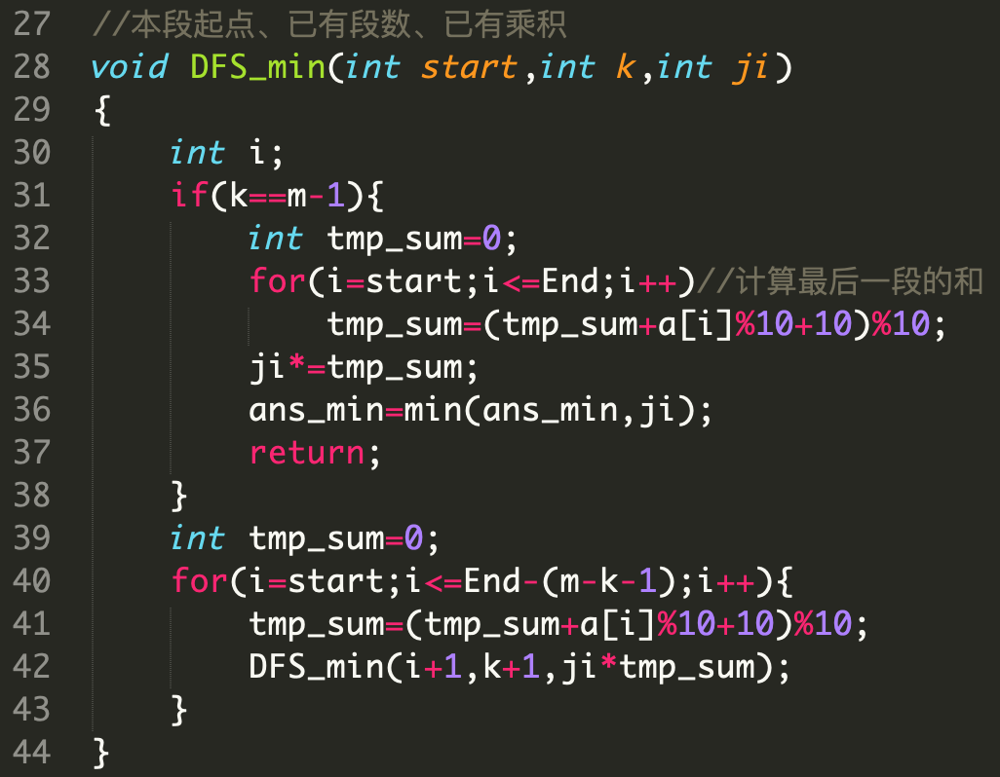 27 //本段起点、已有段数、已有乘积
28 void DFS_min(int start,int k,int ji)
29 {
30     int i;
31     if(k==m-1){
32         int tmp_sum=0;
33         for(i=start;i<=End;i++)//计算最后一段的和
34             tmp_sum=(tmp_sum+a[i]%10+10)%10;
35         ji*=tmp_sum;
36         ans_min=min(ans_min,ji);
37         return;
38     }
39     int tmp_sum=0;
40     for(i=start;i<=End-(m-k-1);i++){
41         tmp_sum=(tmp_sum+a[i]%10+10)%10;
42         DFS_min(i+1,k+1,ji*tmp_sum);
43     }
44 }